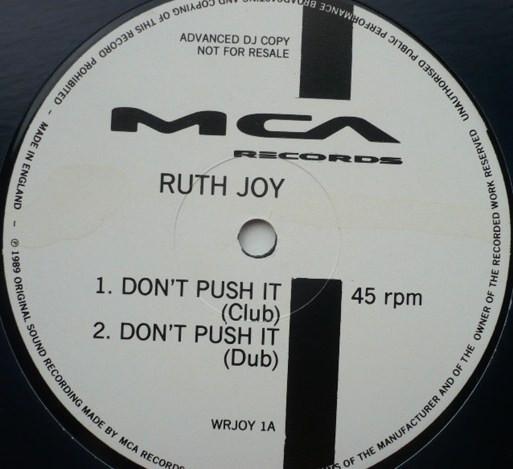 ADVANCED DJ COPY
NOT FOR RESALE
MCA
RECORDS
RUTH JOY
1. DON'T PUSH IT
(Club)
45 rpm
2. DON'T PUSH IT
(Dub)
WRJOY 1A
OF THE MANUFACTURER AND OF THE OWNER OF THE RECORDED WORK RESERVED UNAUTHORISED PUBLIC PERFORMANCE BROADCASTING AND COPYING OF THIS RECORD PROHIBITED - MADE IN ENGLAND - ℗ 1989 ORIGINAL SOUND RECORDING MADE BY MCA RECORDS